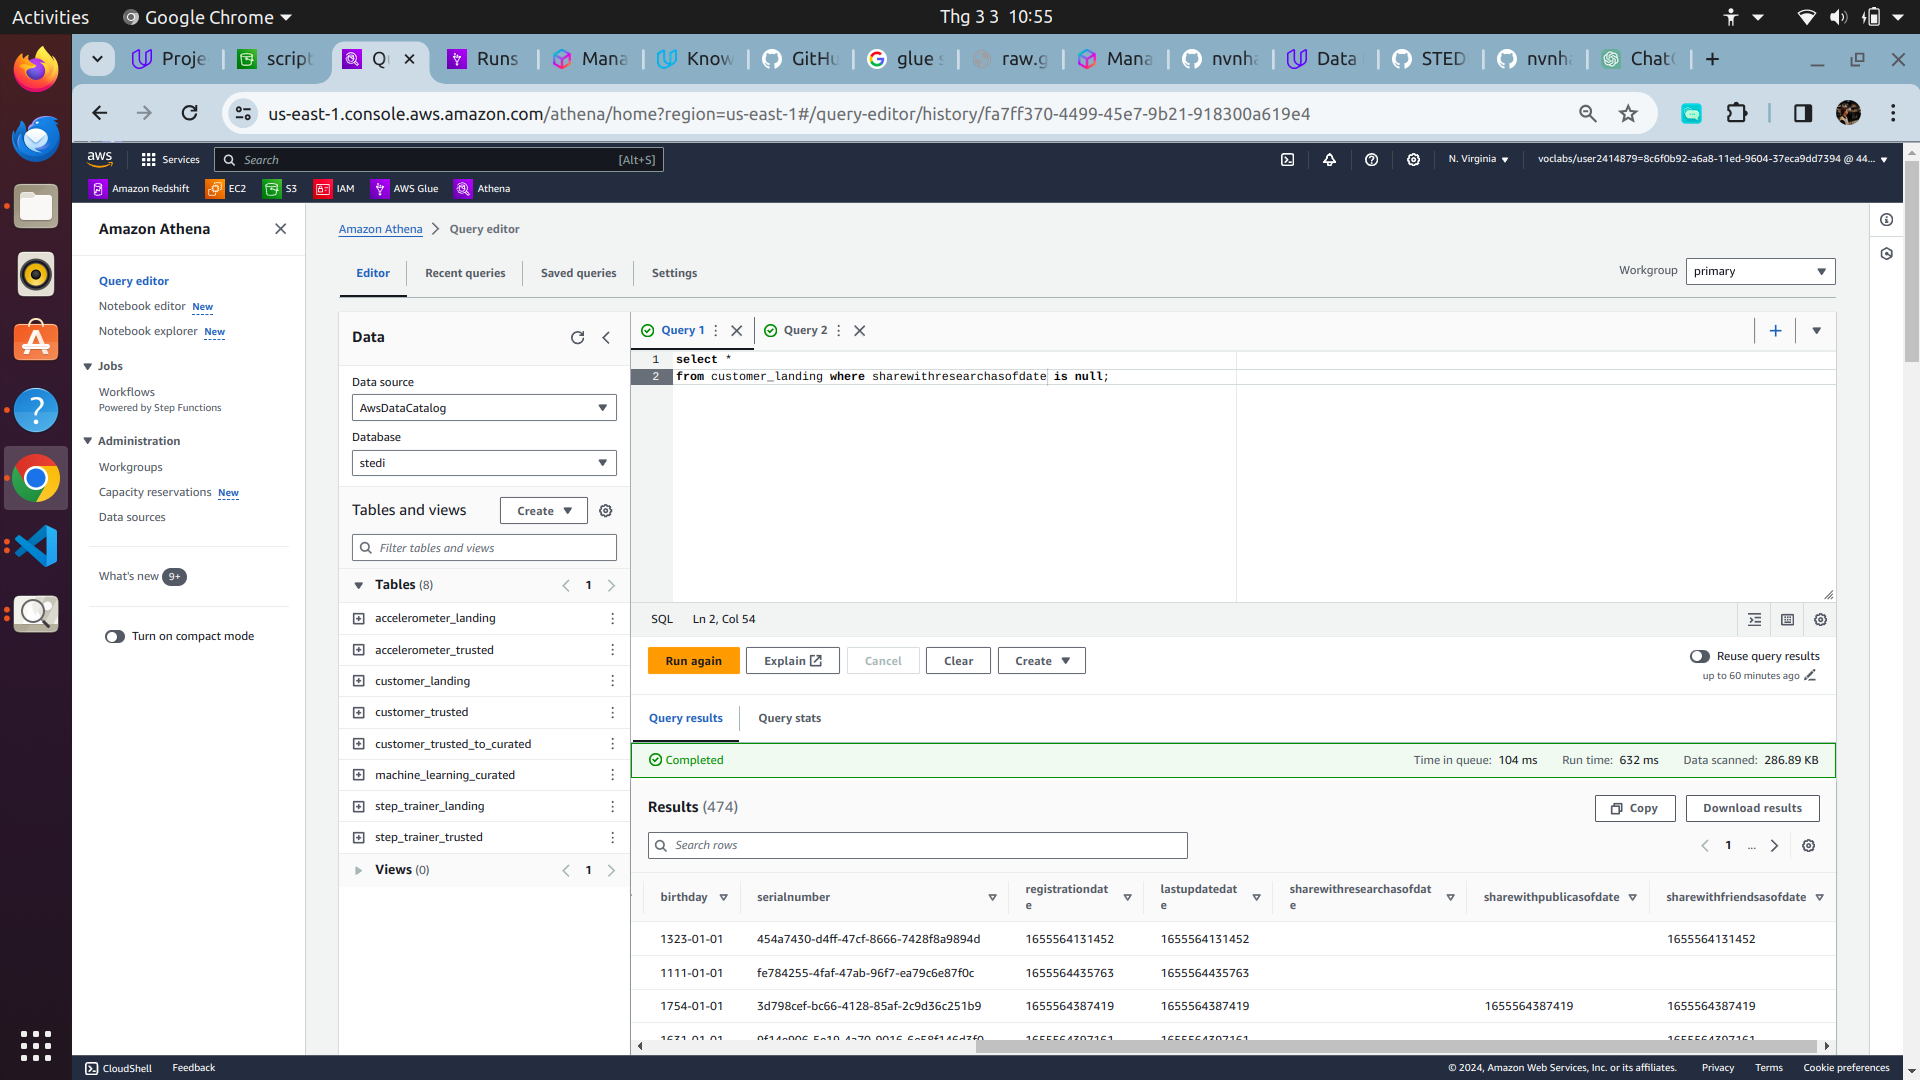 Activities
Google Chrome
Thg 3 3 10:55
Proje
script
Q
Runs
Mana
Know
GitHu
glue s
raw.g
Mana
nvnha
Data
STED
nvnha
Chat
us-east-1.console.aws.amazon.com/athena/home?region=us-east-1#/query-editor/history/fa7ff370-4499-45e7-9b21-918300a619e4
aws
Services
Search
[Alt+S]
N. Virginia
voclabs/user2414879=8c6f0b92-a6a8-11ed-9604-37eca9dd7394 @ 44...
Amazon Redshift
EC2
S3
IAM
AWS Glue
Athena
Amazon Athena
Query editor
Notebook editor New
Notebook explorer New
Jobs
Workflows
Powered by Step Functions
Administration
Workgroups
Capacity reservations New
Data sources
What's new 9+
Turn on compact mode
Amazon Athena
Query editor
Editor
Recent queries
Saved queries
Settings
Workgroup
primary
Data
Data source
AwsDataCatalog
Database
stedi
Tables and views
Create
Filter tables and views
Tables (8)
1
accelerometer_landing
accelerometer_trusted
customer_landing
customer_trusted
customer_trusted_to_curated
machine_learning_curated
step_trainer_landing
step_trainer_trusted
Views (0)
1
Query 1
Query 2
1 select *
2 from customer_landing where sharewithresearchasofdate is null;
SQL
Ln 2, Col 54
Run again
Explain
Cancel
Clear
Create
Reuse query results
up to 60 minutes ago
Query results
Query stats
Completed
Time in queue: 104 ms
Run time: 632 ms
Data scanned: 286.89 KB
Results (474)
Copy
Download results
Search rows
1 ...
birthday serialnumber registrationdate lastupdatedate sharewithresearchasofdate sharewithpublicasofdate sharewithfriendsasofdate
1323-01-01 454a7430-d4ff-47cf-8666-7428f8a9894d 1655564131452 1655564131452 1655564131452
1111-01-01 fe784255-4faf-47ab-96f7-ea79c6e87f0c 1655564435763 1655564435763
1754-01-01 3d798cef-bc66-4128-85af-2c9d36c251b9 1655564387419 1655564387419 1655564387419 1655564387419
CloudShell
Feedback
© 2024, Amazon Web Services, Inc. or its affiliates.
Privacy
Terms
Cookie preferences